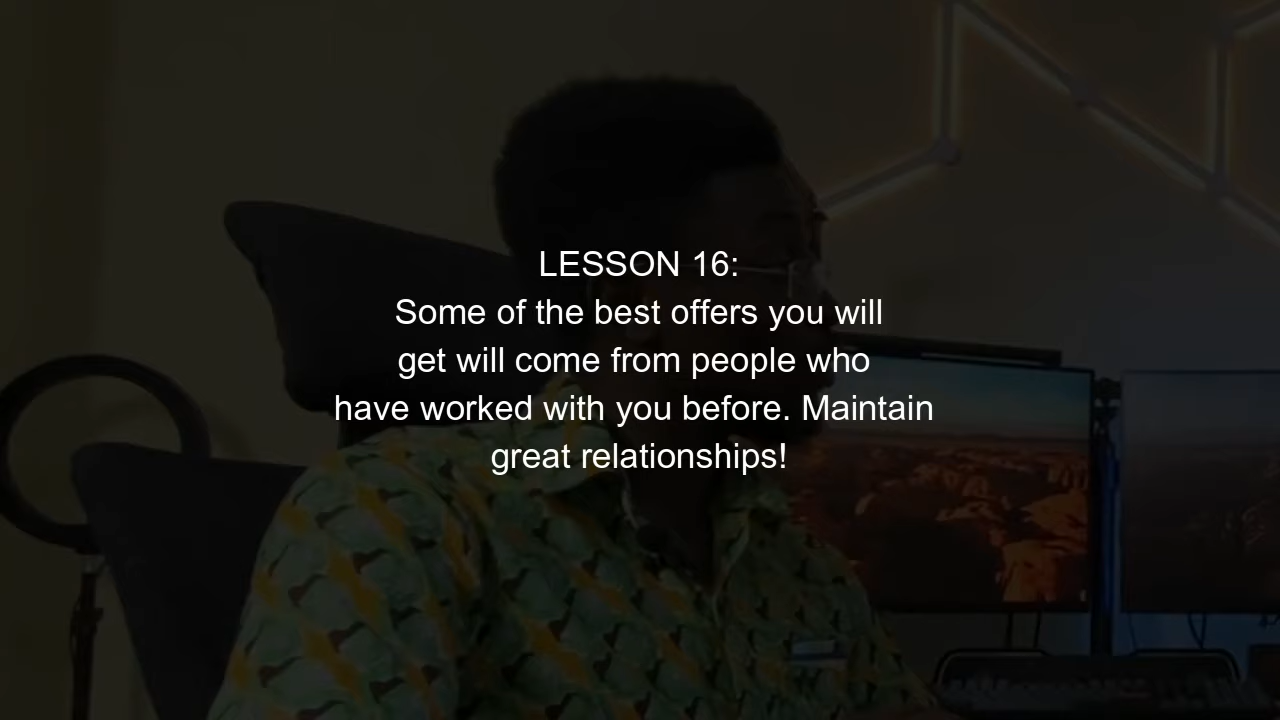 LESSON 16:
Some of the best offers you will
get will come from people who
have worked with you before. Maintain
great relationships!